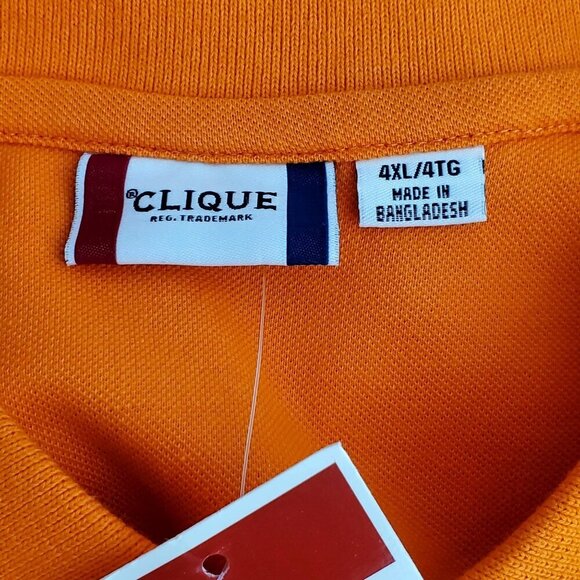 ®CLIQUE
REG. TRADEMARK
4XL/4TG
MADE IN
BANGLADESH